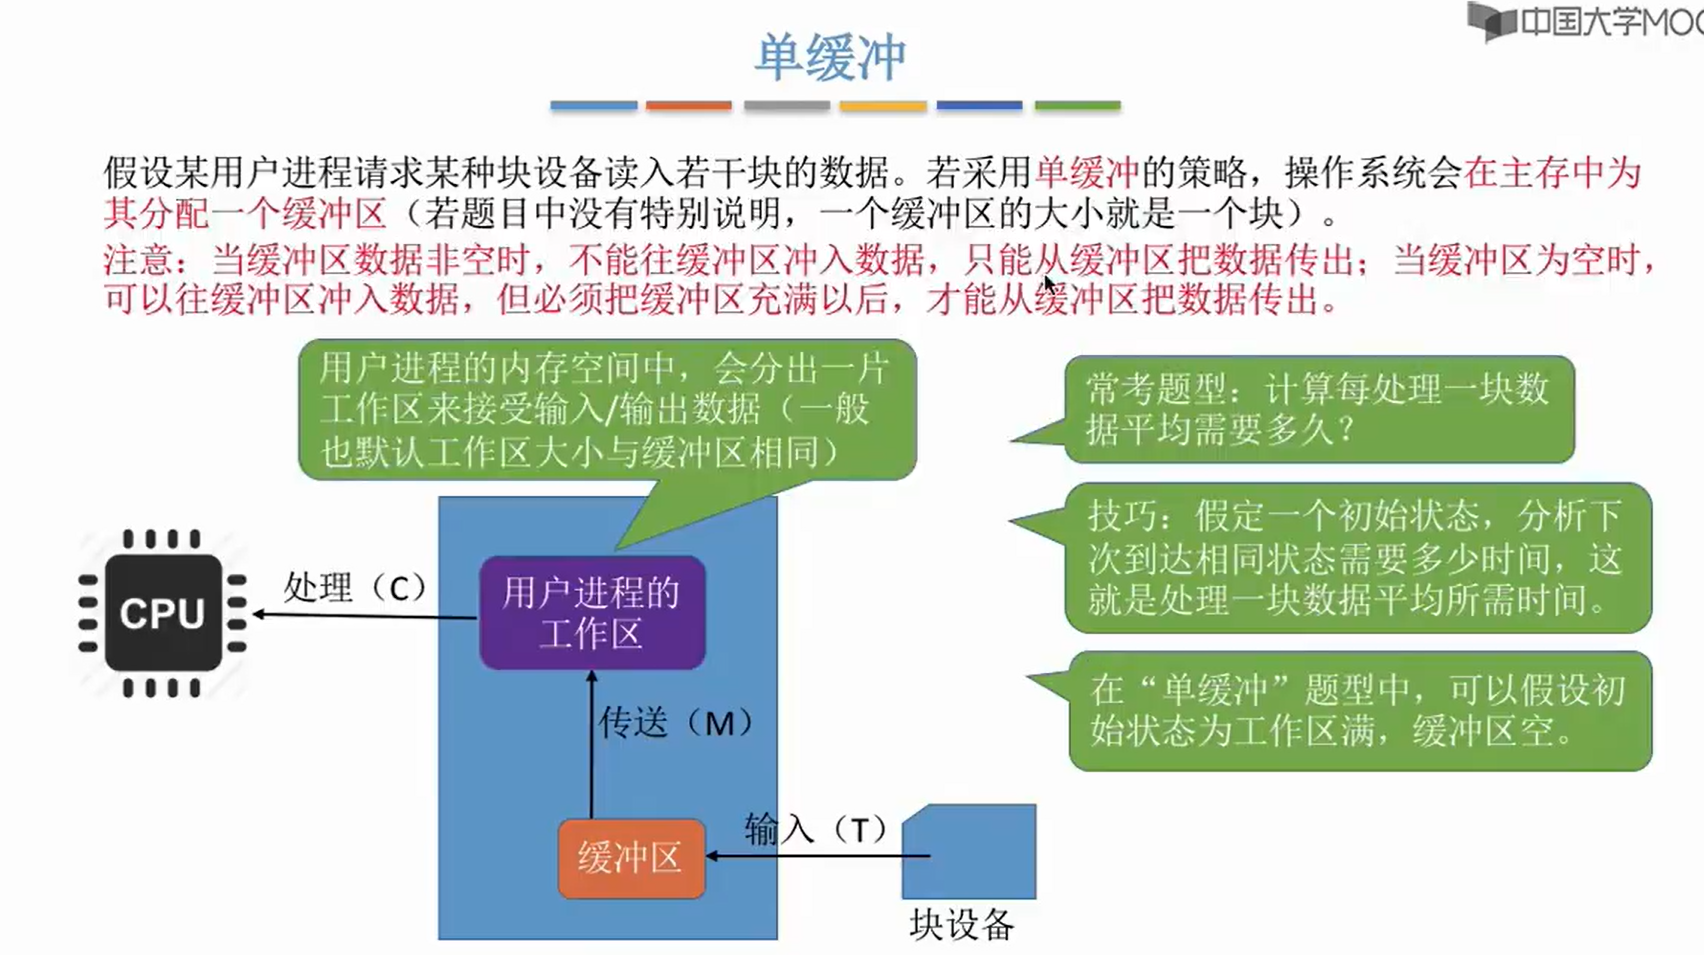 中国大学MOO
单缓冲
假设某用户进程请求某种块设备读入若干块的数据。若采用单缓冲的策略，操作系统会在主存中为
其分配一个缓冲区（若题目中没有特别说明，一个缓冲区的大小就是一个块）。
注意：当缓冲区数据非空时，不能往缓冲区冲入数据，只能从缓冲区把数据传出；当缓冲区为空时，
可以往缓冲区冲入数据，但必须把缓冲区充满以后，才能从缓冲区把数据传出。
用户进程的内存空间中，会分出一片
工作区来接受输入/输出数据（一般
也默认工作区大小与缓冲区相同）
常考题型：计算每处理一块数
据平均需要多久？
技巧：假定一个初始状态，分析下
次到达相同状态需要多少时间，这
就是处理一块数据平均所需时间。
在“单缓冲”题型中，可以假设初
始状态为工作区满，缓冲区空。
CPU
处理（C）
用户进程的
工作区
传送（M）
缓冲区
输入（T）
块设备